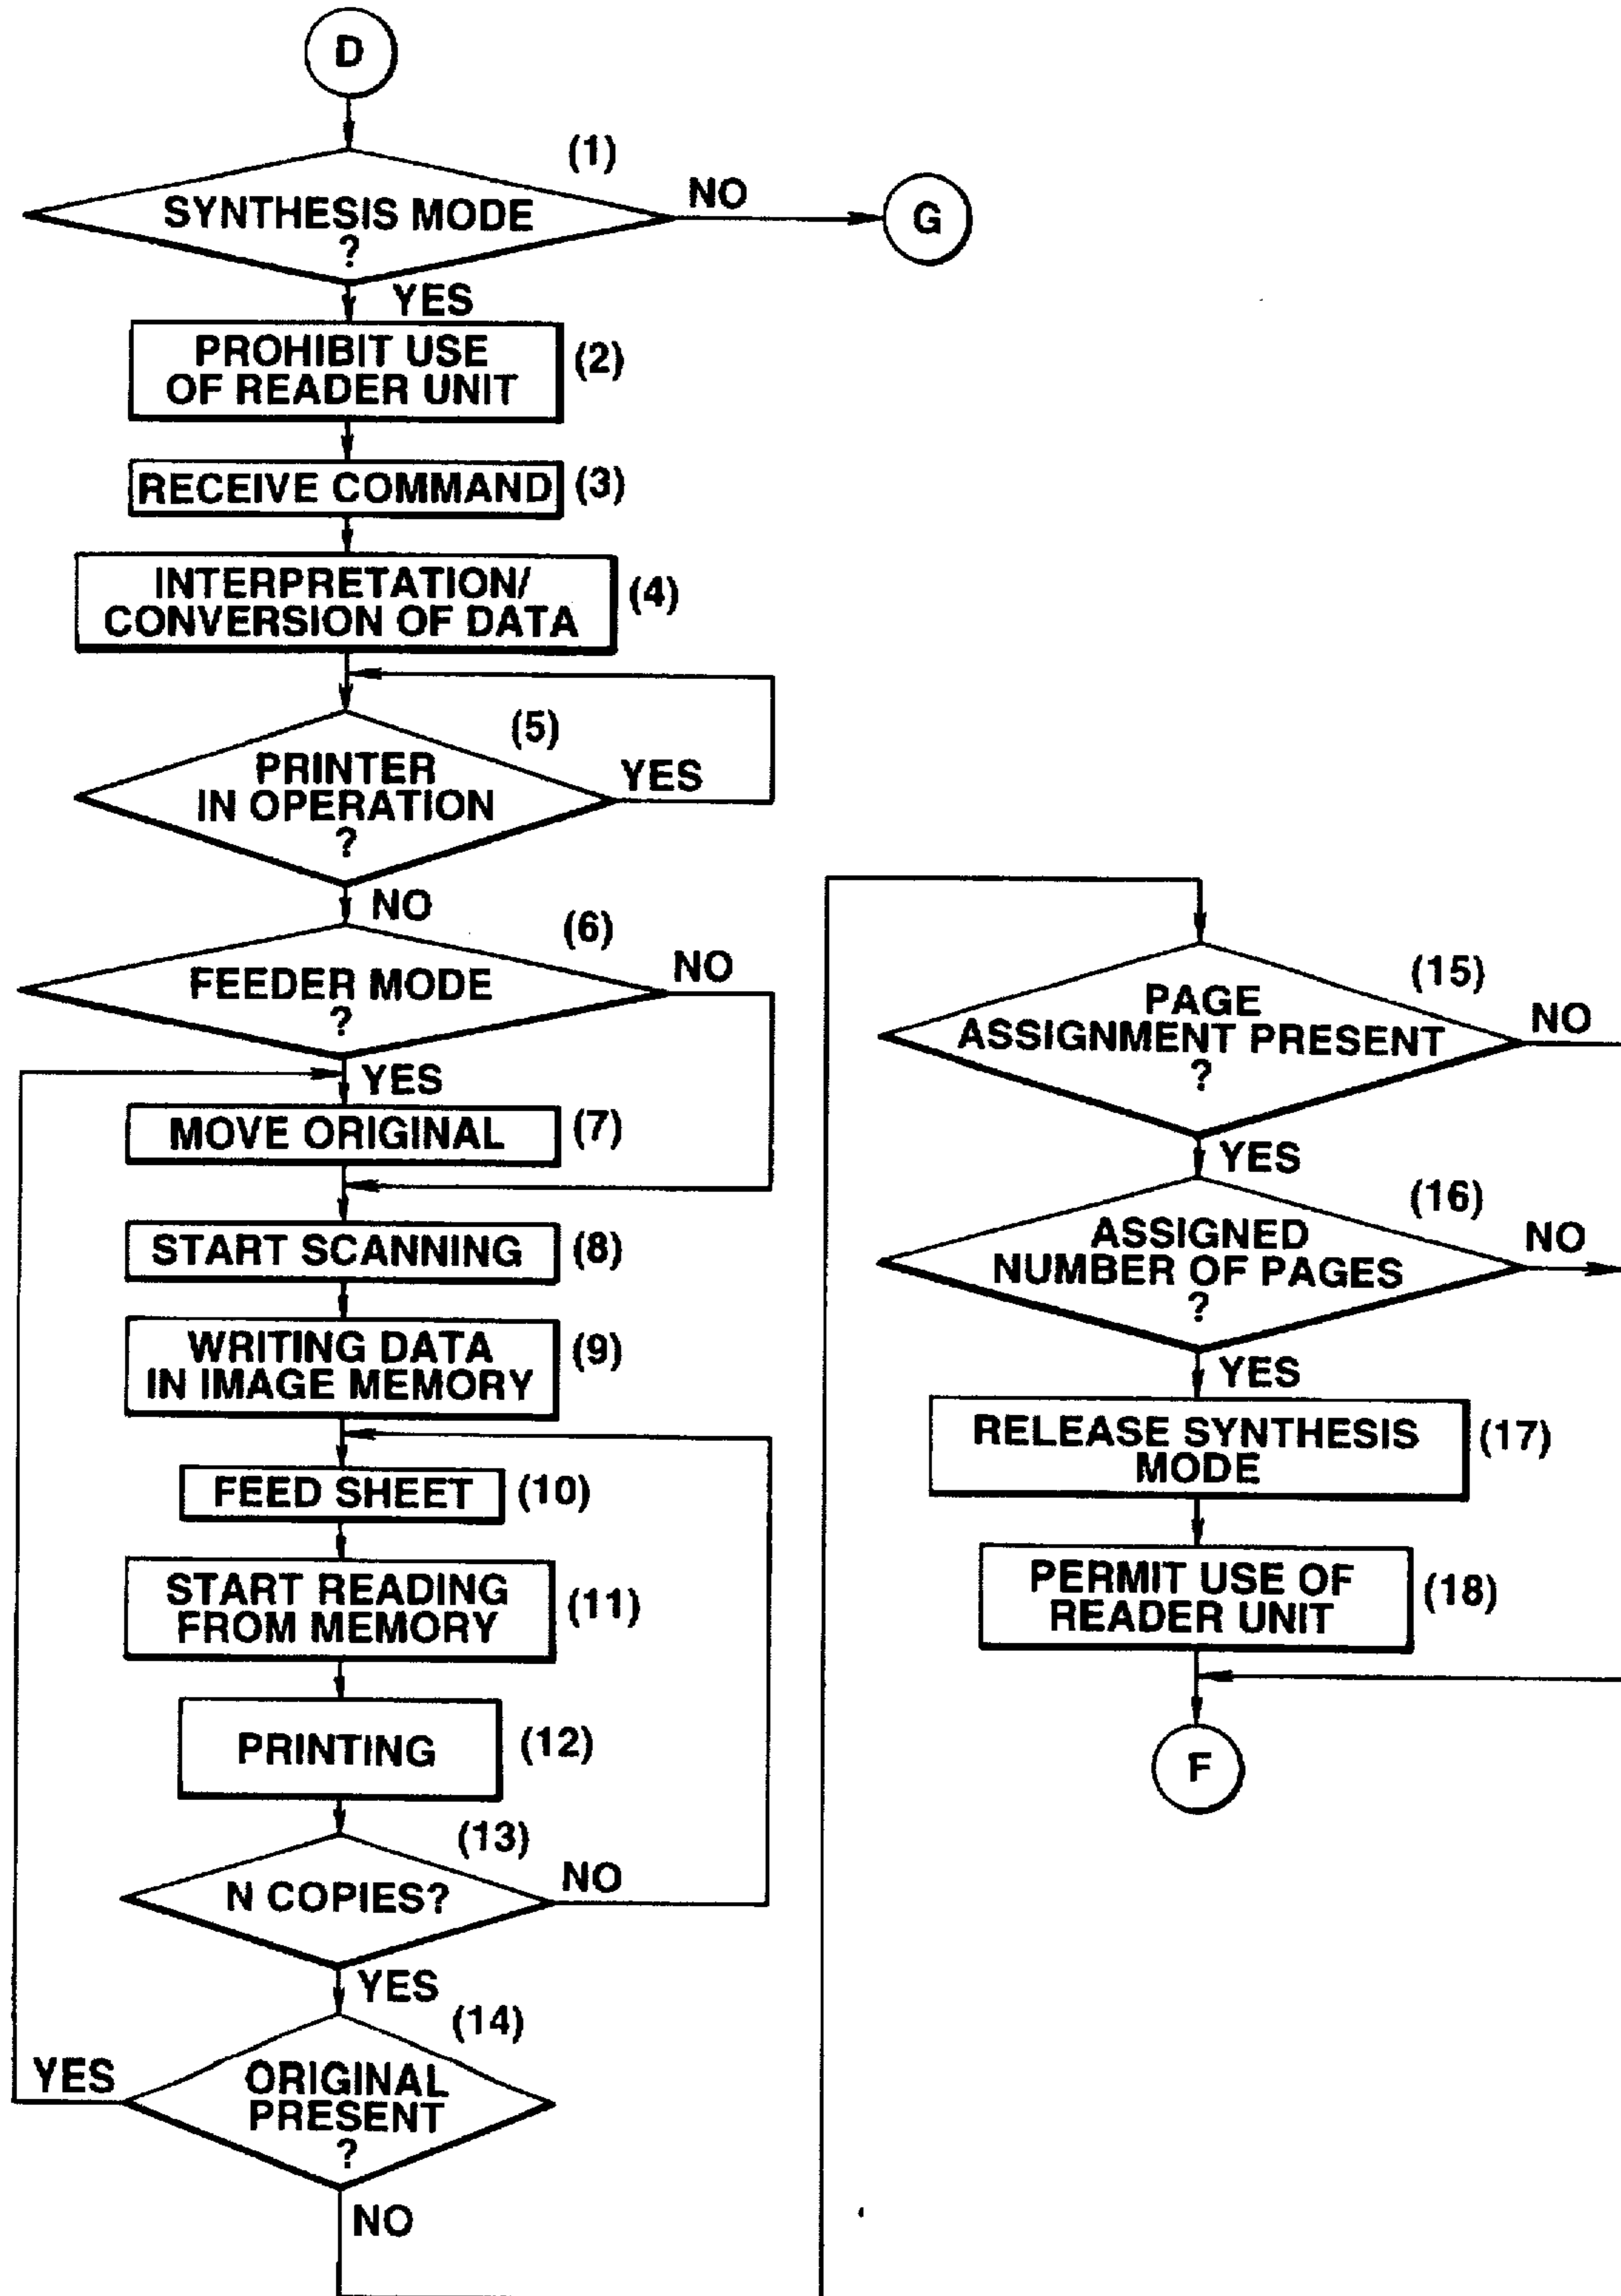 D
(1)
SYNTHESIS MODE
?
NO
G
YES
PROHIBIT USE
OF READER UNIT
(2)
RECEIVE COMMAND
(3)
INTERPRETATION/
CONVERSION OF DATA
(4)
(5)
PRINTER
IN OPERATION
?
YES
NO
(6)
FEEDER MODE
?
NO
YES
MOVE ORIGINAL
(7)
START SCANNING
(8)
WRITING DATA
IN IMAGE MEMORY
(9)
FEED SHEET
(10)
START READING
FROM MEMORY
(11)
PRINTING
(12)
(13)
N COPIES?
NO
YES
(14)
ORIGINAL
PRESENT
?
YES
NO
(15)
PAGE
ASSIGNMENT PRESENT
?
NO
YES
(16)
ASSIGNED
NUMBER OF PAGES
?
NO
YES
RELEASE SYNTHESIS
MODE
(17)
PERMIT USE OF
READER UNIT
(18)
F